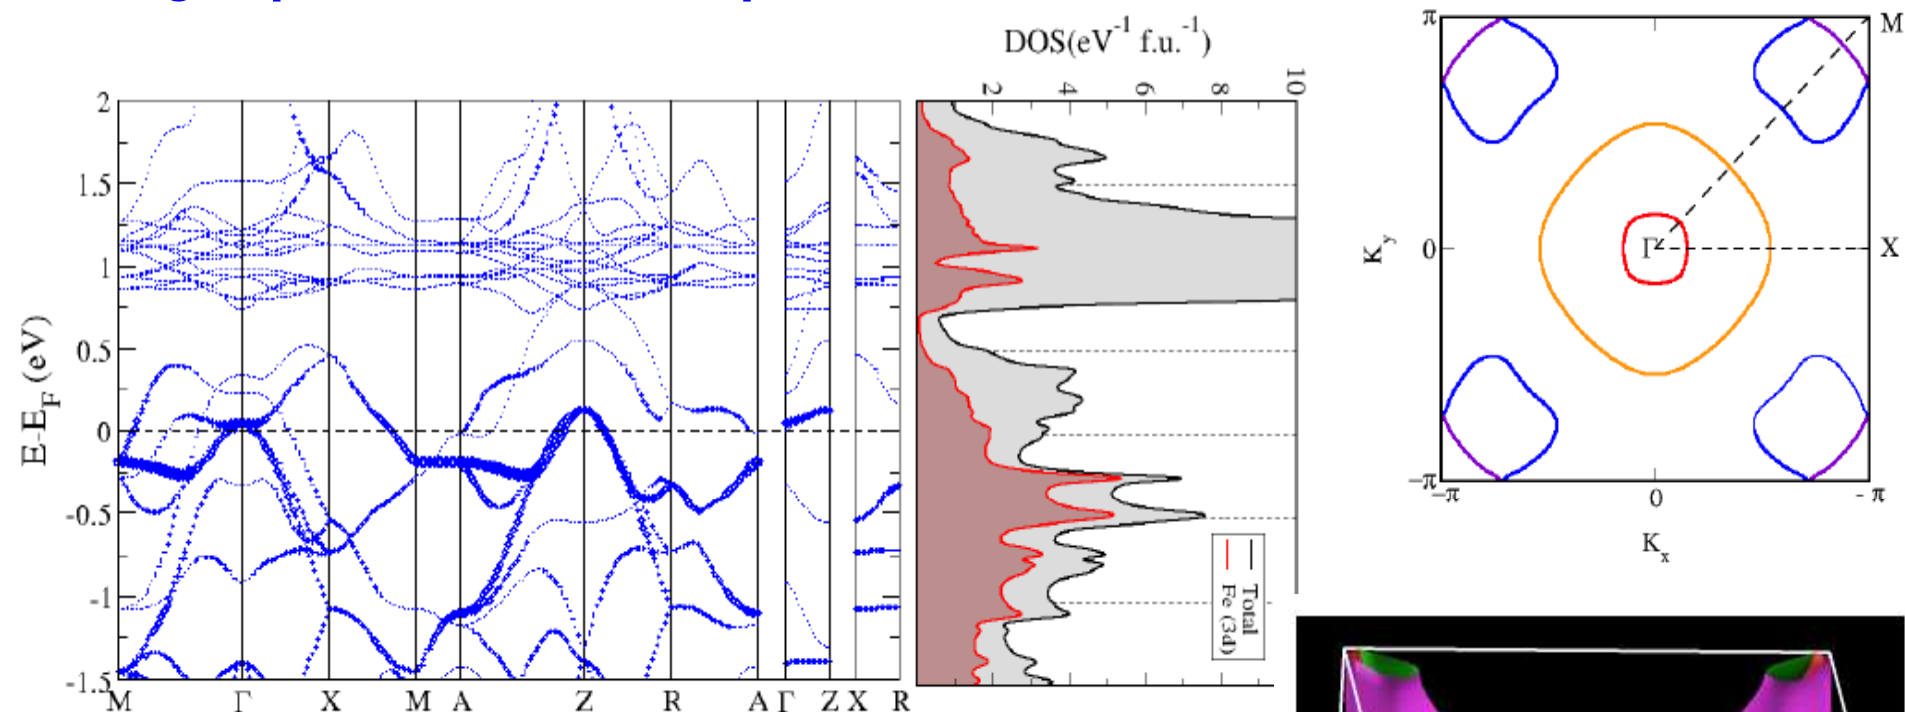 DOS(eV⁻¹ f.u.⁻¹)
2 4 6 8 10
E-E_F (eV)
2
1.5
1
0.5
0
-0.5
-1
-1.5
M Γ X M A Z R A Γ Z X R
Total
Fe (3d)
π
M
K_y
0
Γ
X
-π
-π 0 -π
K_x